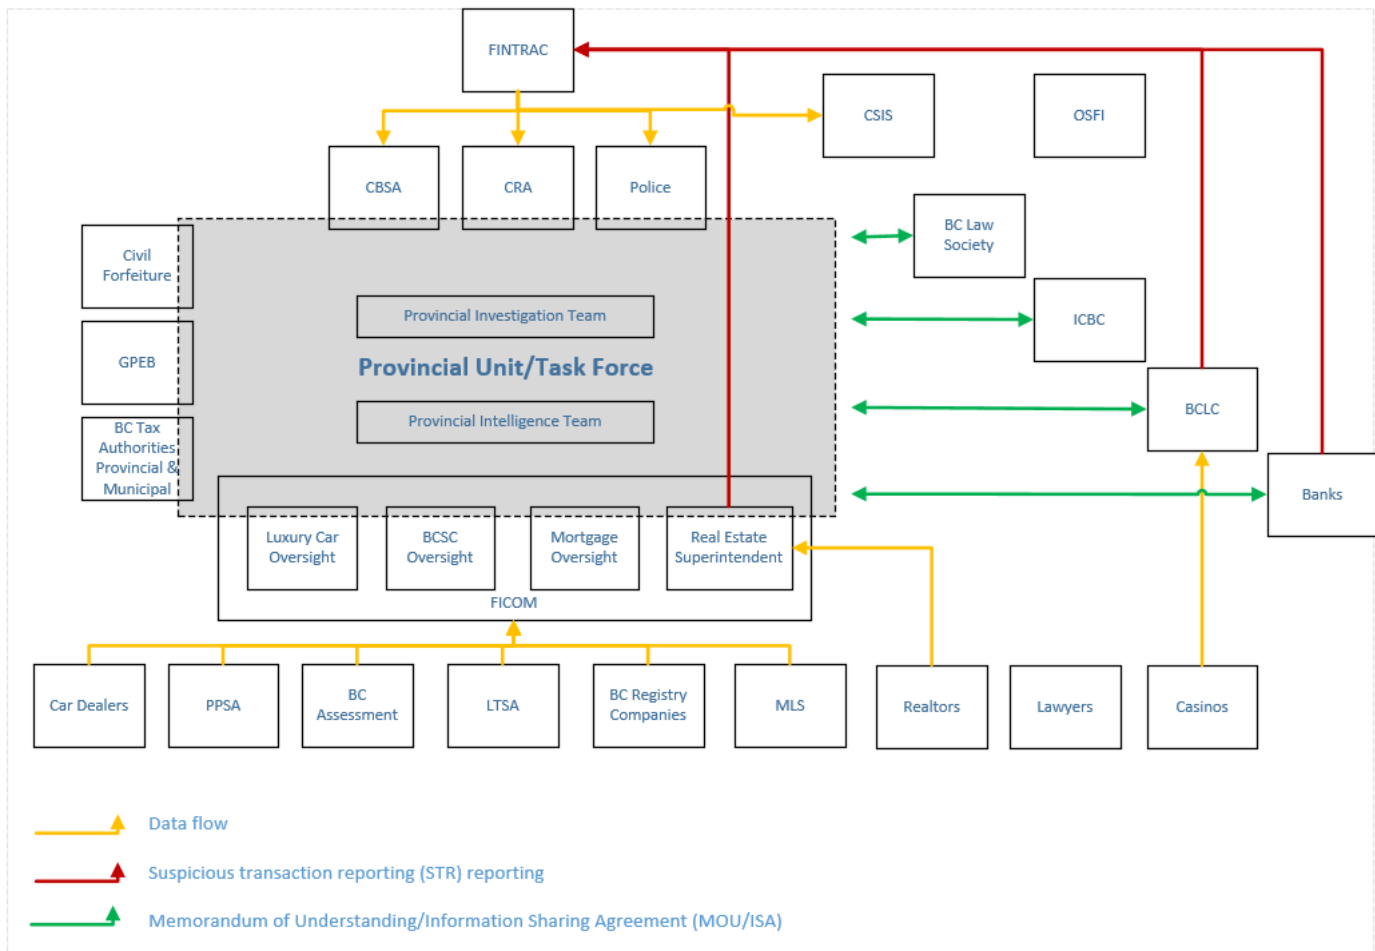 FINTRAC
CSIS
OSFI
CBSA
CRA
Police
BC Law
Society
Civil
Forfeiture
Provincial Investigation Team
ICBC
GPEB
Provincial Unit/Task Force
BCLC
Provincial Intelligence Team
BC Tax
Authorities
Provincial &
Municipal
Banks
Luxury Car
Oversight
BCSC
Oversight
Mortgage
Oversight
Real Estate
Superintendent
FICOM
Car Dealers
PPSA
BC
Assessment
LTSA
BC Registry
Companies
MLS
Realtors
Lawyers
Casinos
Data flow
Suspicious transaction reporting (STR) reporting
Memorandum of Understanding/Information Sharing Agreement (MOU/ISA)